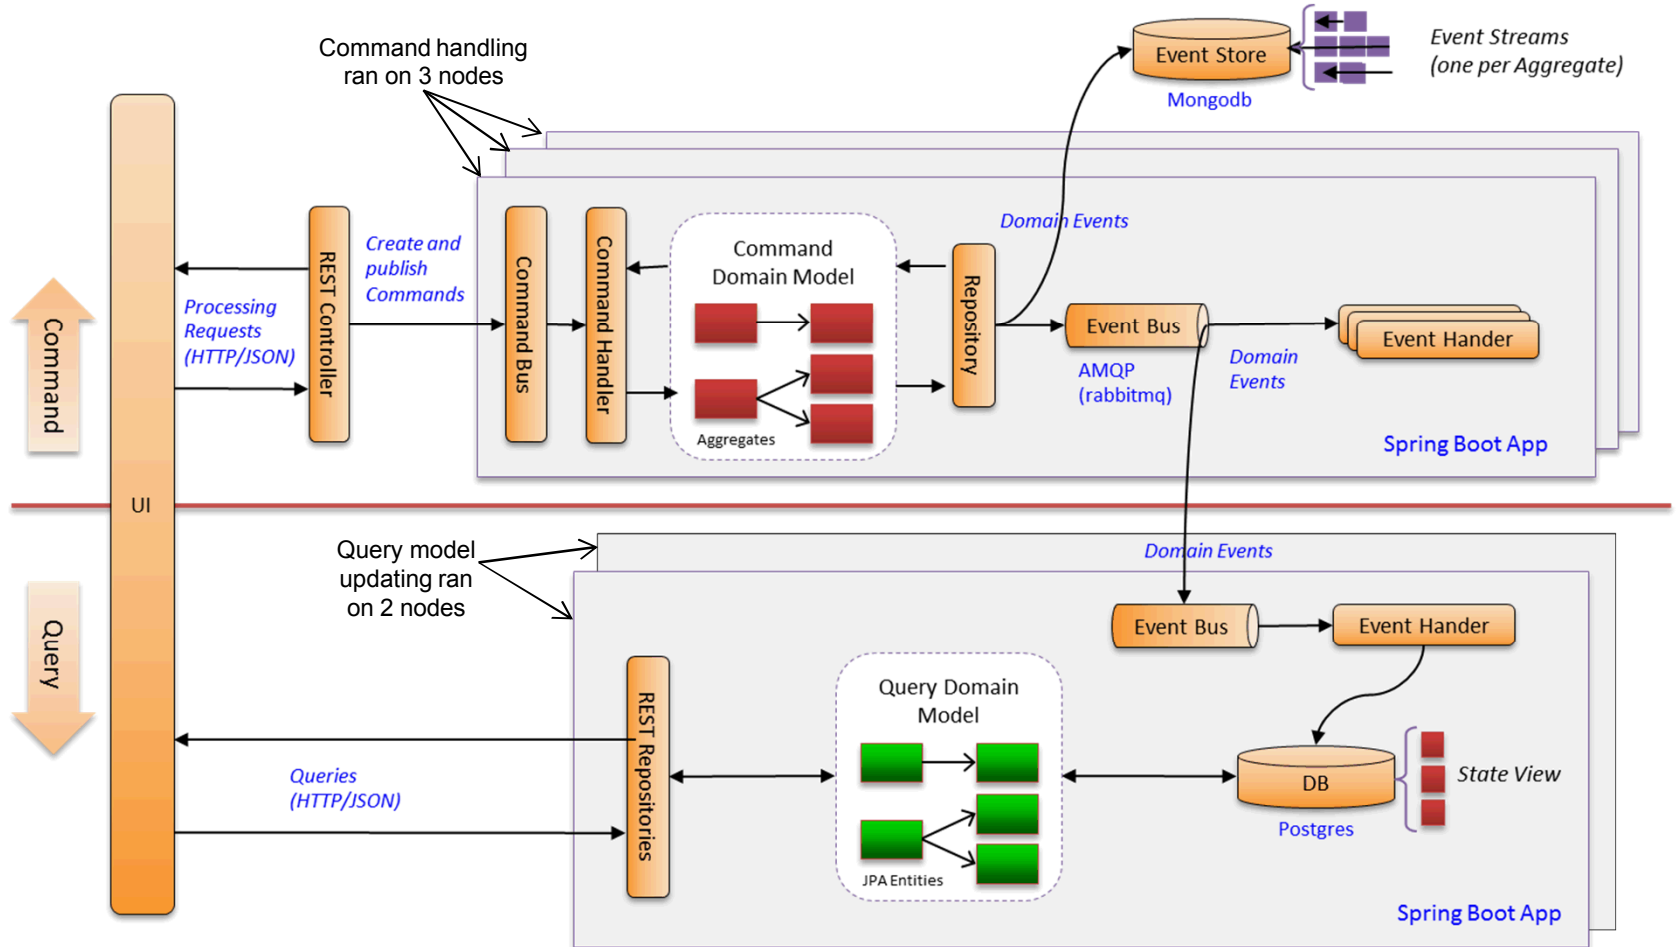 Command handling
ran on 3 nodes
Event Store
Mongodb
Event Streams
(one per Aggregate)
Command
Processing
Requests
(HTTP/JSON)
REST Controller
Create and
publish
Commands
Command Bus
Command Handler
Command
Domain Model
Aggregates
Repository
Domain Events
Event Bus
AMQP
(rabbitmq)
Domain
Events
Event Hander
Spring Boot App
UI
Query
Query model
updating ran
on 2 nodes
Domain Events
Event Bus
Event Hander
Queries
(HTTP/JSON)
REST Repositories
Query Domain
Model
JPA Entities
DB
Postgres
State View
Spring Boot App